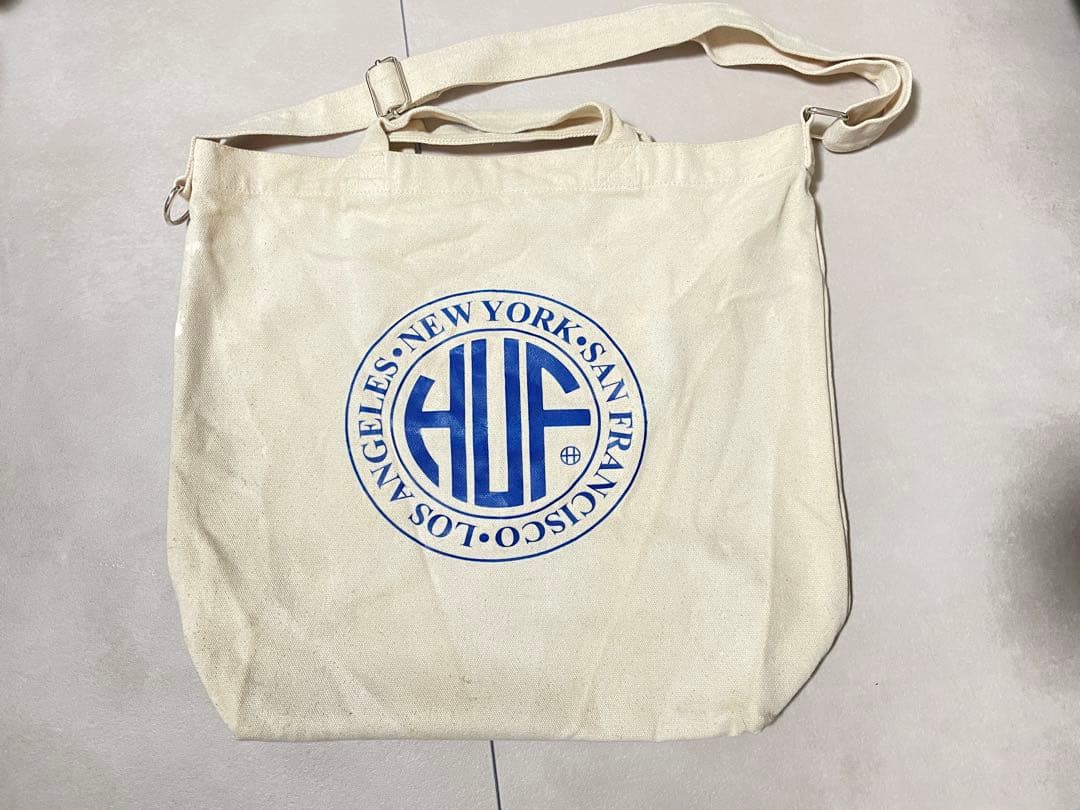 NEW YORK • SAN FRANCISCO • LOS ANGELES •
HUF
H